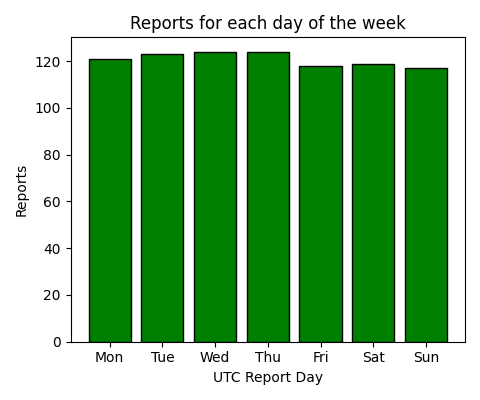 Reports for each day of the week
Reports
120
100
80
60
40
20
0
Mon Tue Wed Thu Fri Sat Sun
UTC Report Day